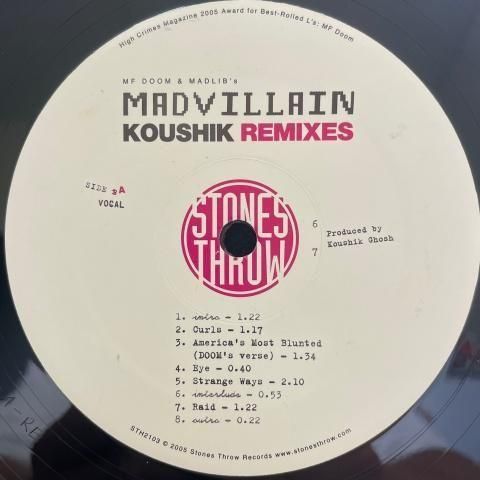 High Crimes Magazine 2005 Award for Best-Rolled L's: MF Doom
MF DOOM & MADLIB's
MADVILLAIN
KOUSHIK REMIXES
SIDE A
VOCAL
STONES
THROW
6
7
Produced by
Koushik Ghosh
1. intro – 1.22
2. Curls – 1.17
3. America's Most Blunted
(DOOM's verse) – 1.34
4. Eye – 0.40
5. Strange Ways – 2.10
6. interlude – 0.53
7. Raid – 1.22
8. outro – 0.22
STH2103 © 2005 Stones Throw Records www.stonesthrow.com